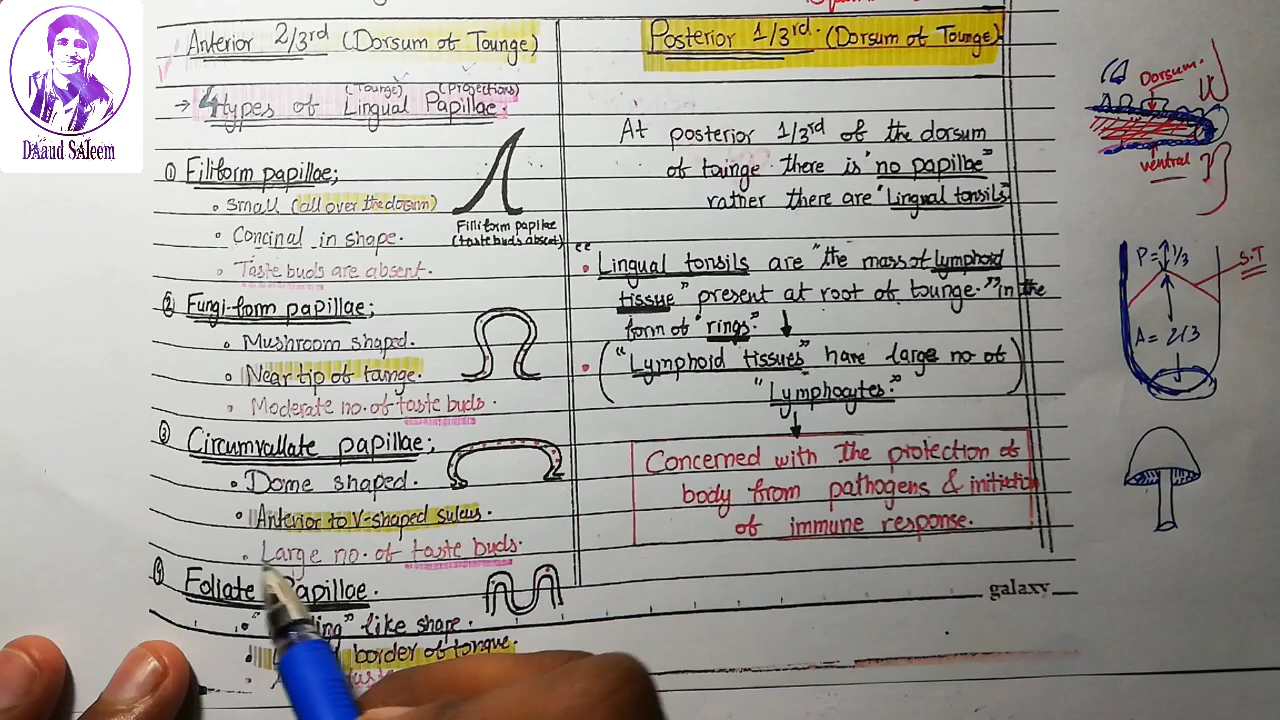 DAaud SAleem
Anterior 2/3rd (Dorsum of Tounge)
(Tounge) (Projections)
→ 4 types of Lingual Papillae.
① Filiform papillae;
• Small (all over the dorsum)
• Concinal in shape.
• Taste buds are absent.
Filiform papillae
(taste buds absent)
② Fungi-form papillae;
• Mushroom shaped.
• Near tip of tounge.
• Moderate no. of taste buds.
③ Circumvallate papillae;
• Dome shaped.
• Anterior to V-shaped sulcus.
• Large no. of taste buds.
④ Foliate Papillae.
like shape.
border of tongue.
Posterior 1/3rd. (Dorsum of Tounge)
At posterior 1/3rd of the dorsum
of tounge there is "no papillae"
rather there are "Lingual tonsils"
"
• Lingual tonsils are "the mass of lymphoid
tissue" present at root of tounge." in the
form of "rings."
• ("Lymphoid tissues" have large no of
"Lymphocytes.")
Concerned with the protection of
body from pathogens & initiation
of immune response.
galaxy
Dorsum.
ventral
P= 1/3
S.T
A= 2/3